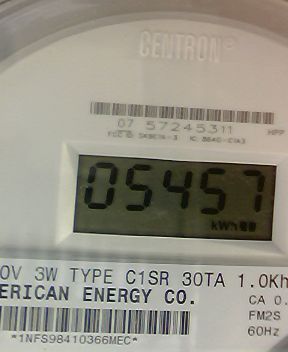 CENTRON®
07 57245311
HPP
05457
kWh
0V 3W TYPE C1SR 30TA 1.0Kh
ERICAN ENERGY CO.
CA 0.
FM2S
60Hz
*1NFS98410366MEC*